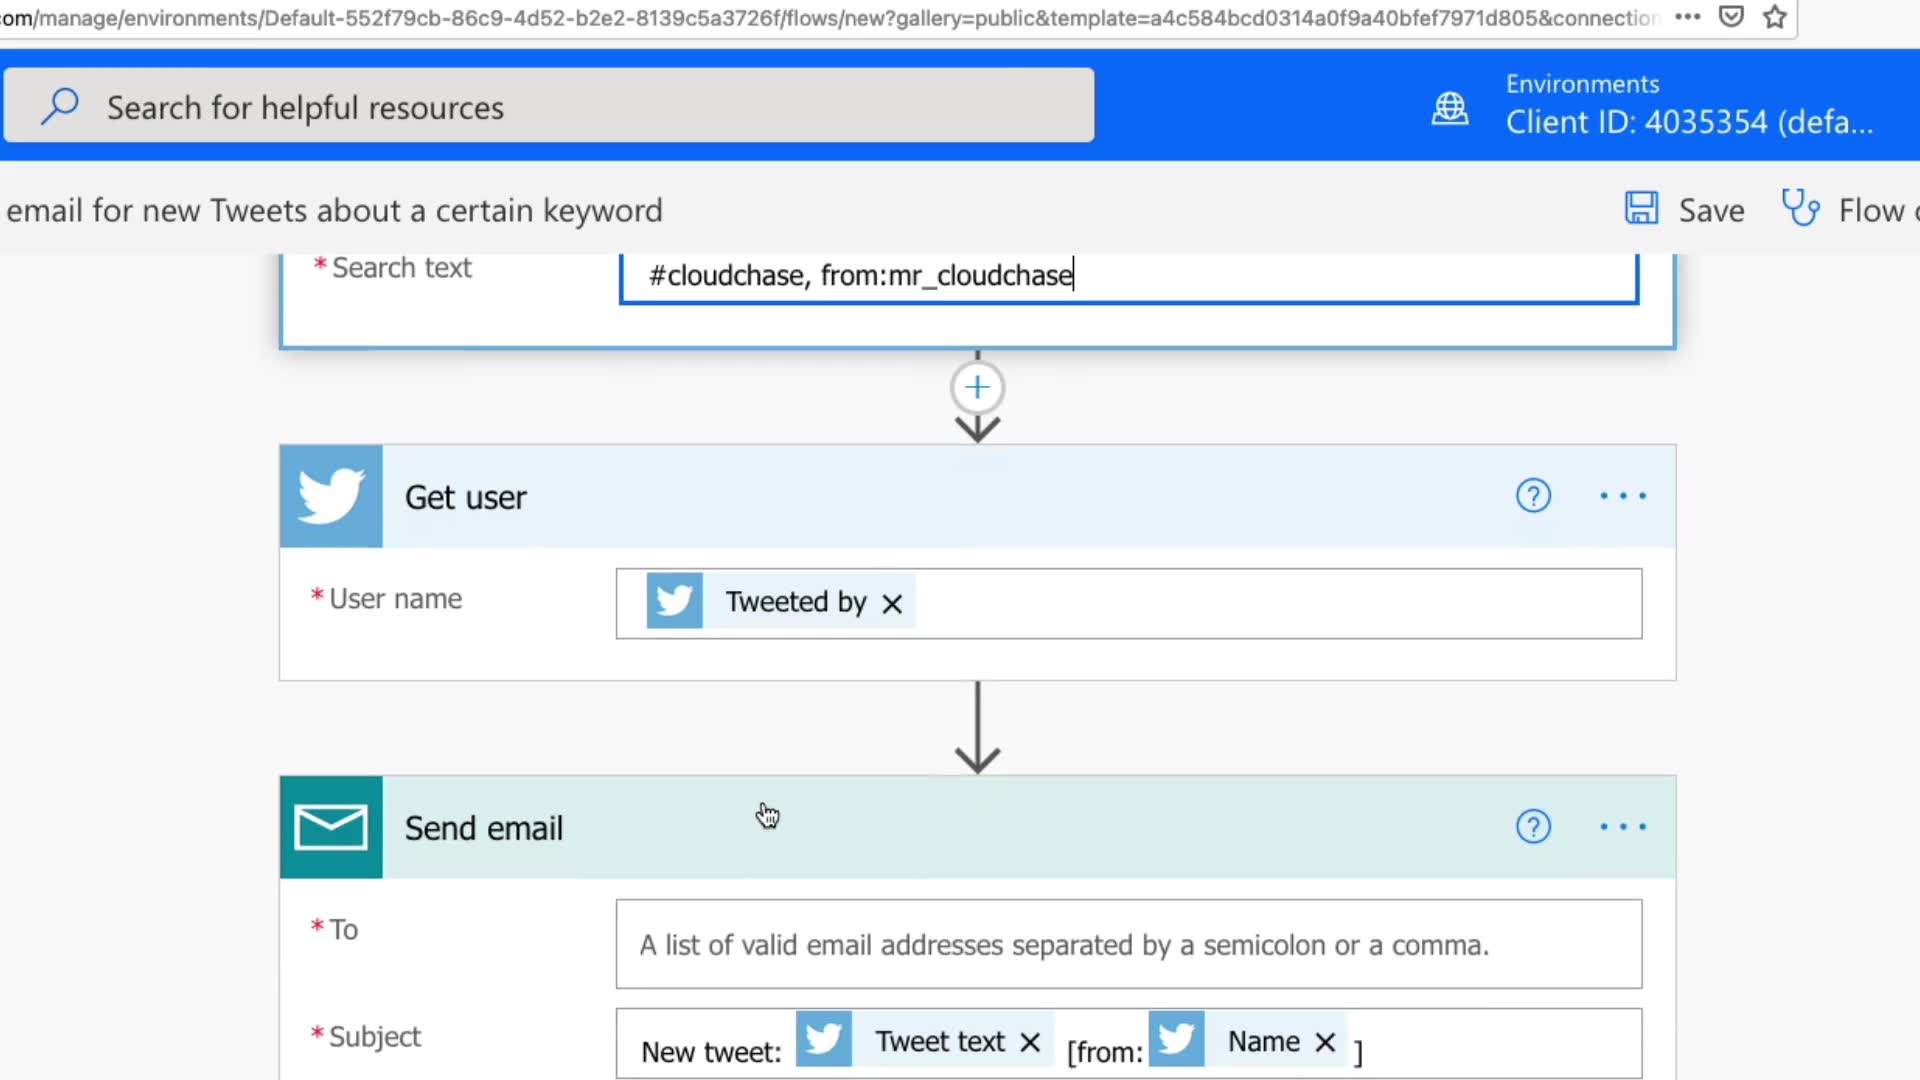 com/manage/environments/Default-552f79cb-86c9-4d52-b2e2-8139c5a3726f/flows/new?gallery=public&template=a4c584bcd0314a0f9a40bfef7971d805&connection
Search for helpful resources
Environments
Client ID: 4035354 (defa...
email for new Tweets about a certain keyword
Save
Flow
* Search text
#cloudchase, from:mr_cloudchase
Get user
* User name
Tweeted by
Send email
* To
A list of valid email addresses separated by a semicolon or a comma.
* Subject
New tweet: Tweet text [from: Name ]